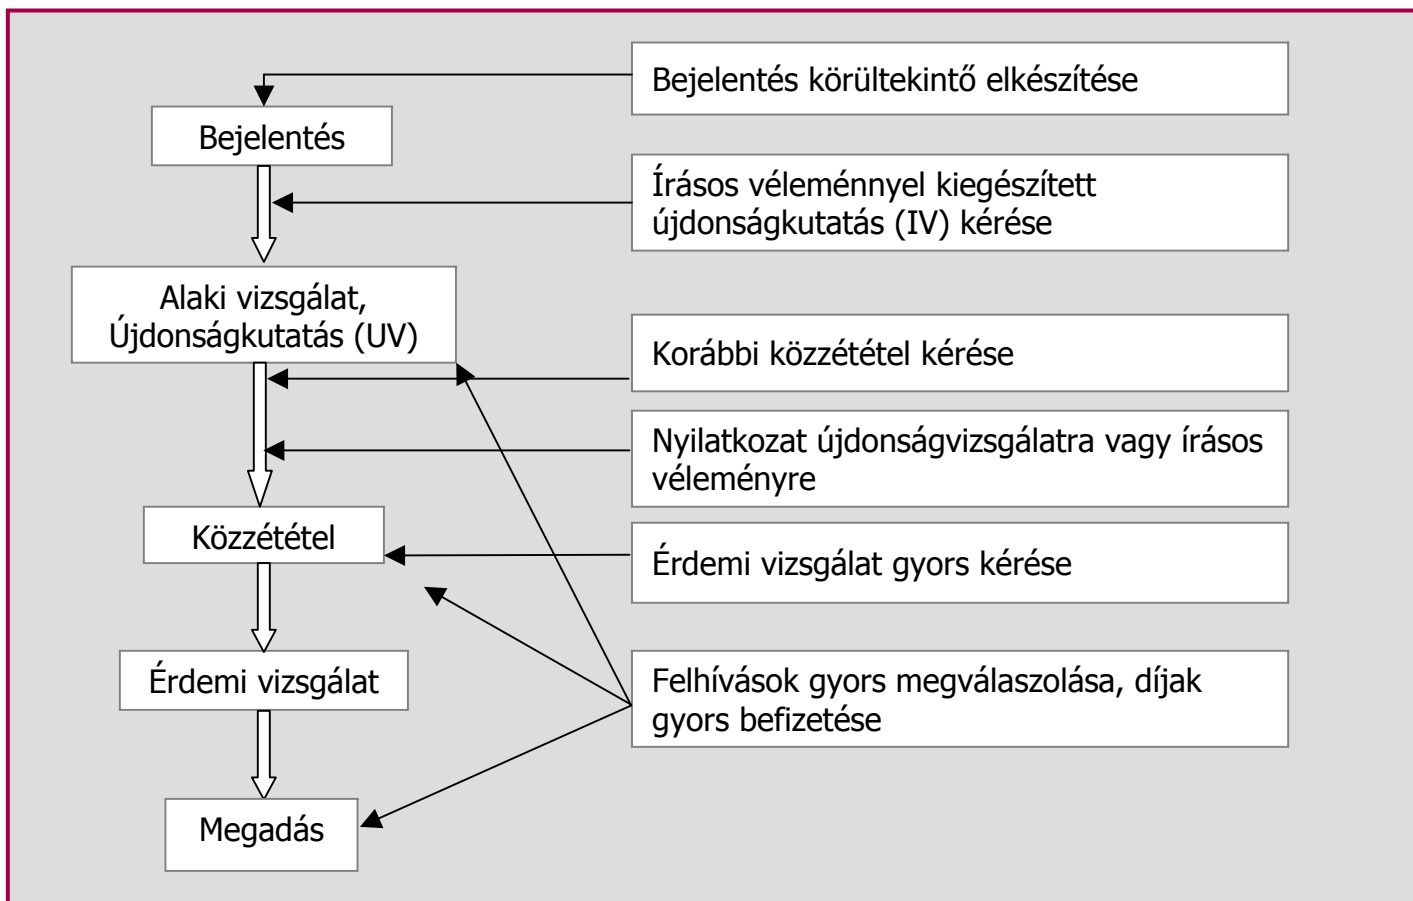 Bejelentés körültekintő elkészítése
Bejelentés
Írásos véleménnyel kiegészített
újdonságkutatás (IV) kérése
Alaki vizsgálat,
Újdonságkutatás (UV)
Korábbi közzététel kérése
Nyilatkozat újdonságvizsgálatra vagy írásos
véleményre
Közzététel
Érdemi vizsgálat gyors kérése
Érdemi vizsgálat
Felhívások gyors megválaszolása, díjak
gyors befizetése
Megadás